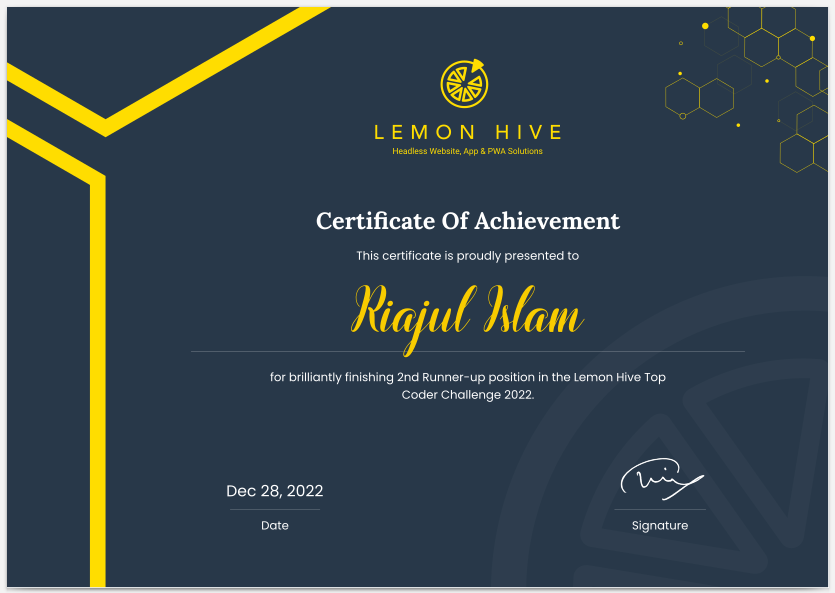 LEMON HIVE
Headless Website, App & PWA Solutions
Certificate Of Achievement
This certificate is proudly presented to
Riajul Islam
for brilliantly finishing 2nd Runner-up position in the Lemon Hive Top
Coder Challenge 2022.
Dec 28, 2022
Date
Signature